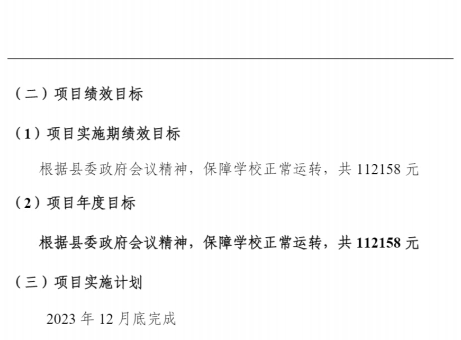 （二）项目绩效目标
（1）项目实施期绩效目标
根据县委政府会议精神，保障学校正常运转，共 112158 元
（2）项目年度目标
根据县委政府会议精神，保障学校正常运转，共 112158 元
（三）项目实施计划
2023 年 12 月底完成